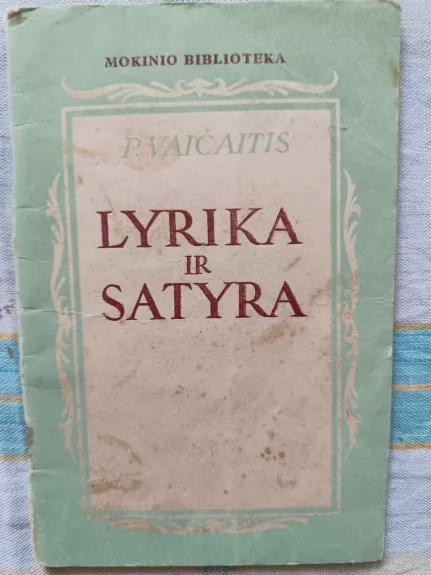 MOKINIO BIBLIOTEKA
P. VAIČAITIS
LYRIKA
IR
SATYRA